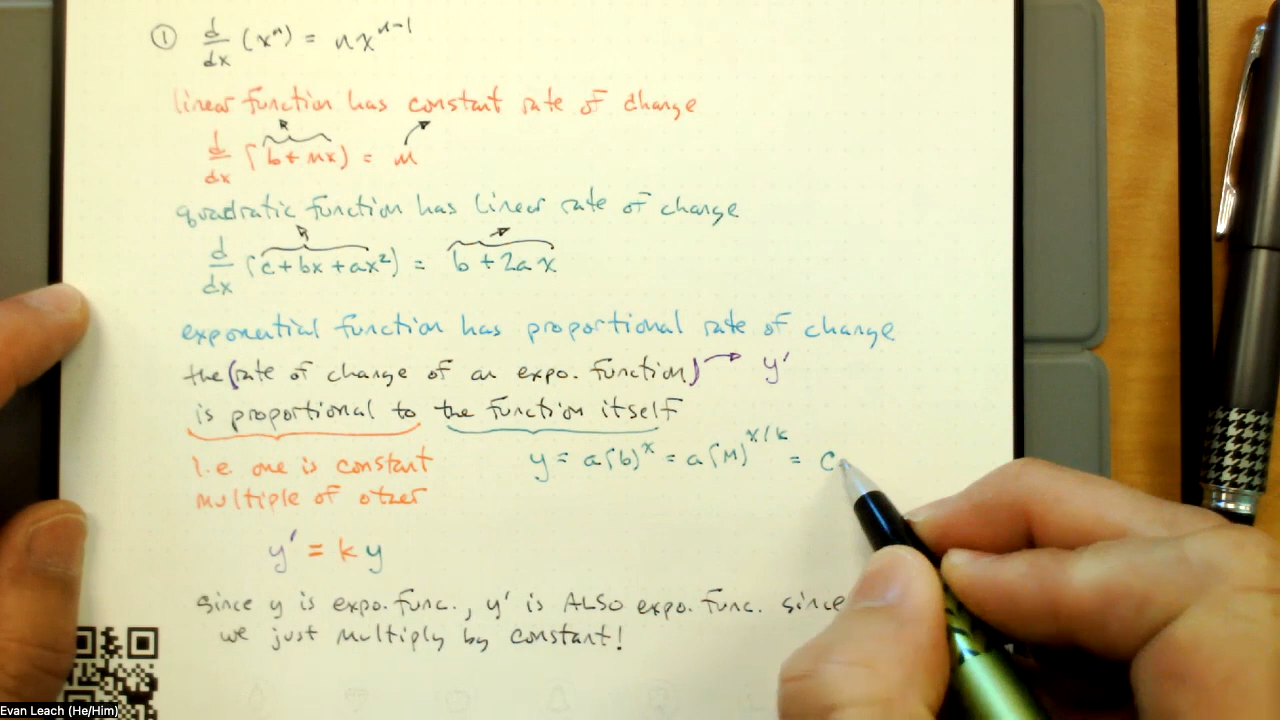 ① d/dx (xⁿ) = nxⁿ⁻¹
linear function has constant rate of change
d/dx (b+mx) = m
quadratic function has linear rate of change
d/dx (c+bx+ax²) = b+2ax
exponential function has proportional rate of change
the (rate of change of an expo. function) → y'
is proportional to the function itself
i.e. one is constant
multiple of other
y = a(b)^x = a(M)^x/k = c
y' = ky
since y is expo. func., y' is ALSO expo. func. since
we just multiply by constant!
Evan Leach (He/Him)